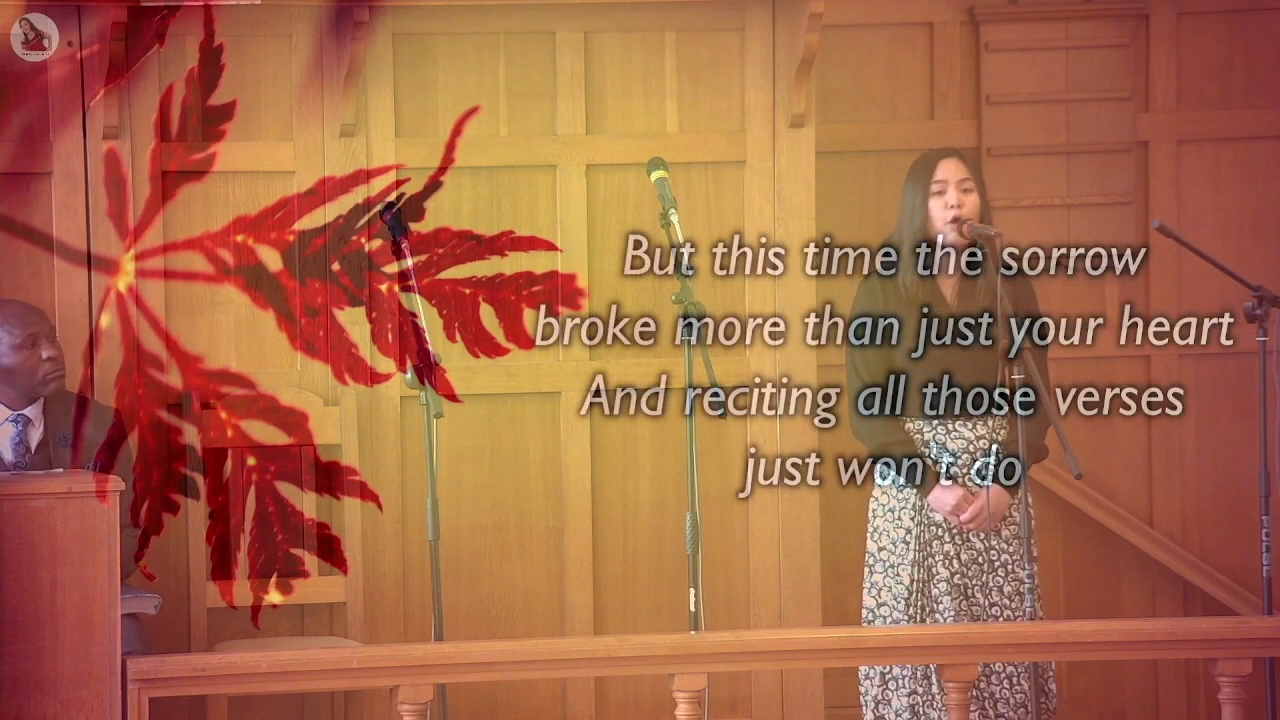 But this time the sorrow
broke more than just your heart
And reciting all those verses
just won't do
PULSE